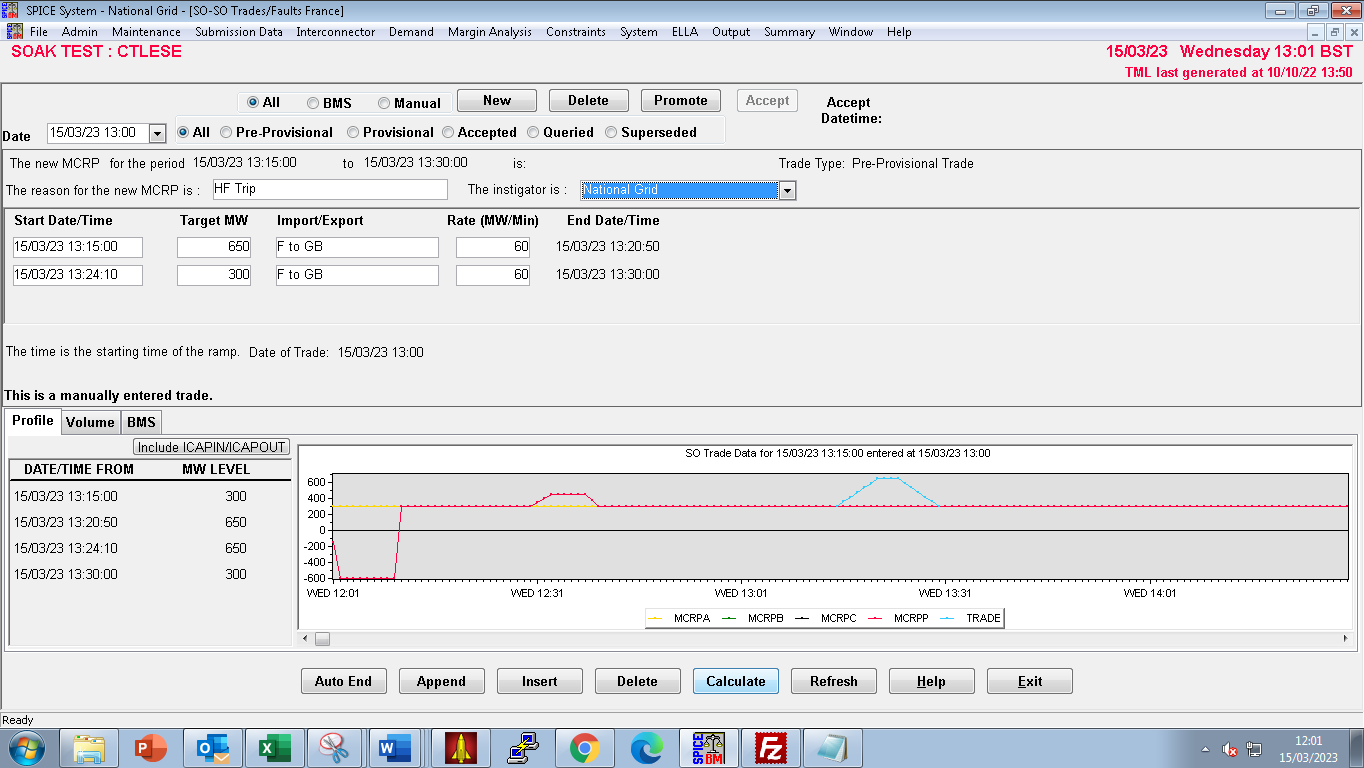 SPICE System - National Grid - [SO-SO Trades/Faults France]
File Admin Maintenance Submission Data Interconnector Demand Margin Analysis Constraints System ELLA Output Summary Window Help
SOAK TEST : CTLESE 15/03/23 Wednesday 13:01 BST
TML last generated at 10/10/22 13:50
All BMS Manual New Delete Promote Accept Accept Datetime:
Date 15/03/23 13:00 All Pre-Provisional Provisional Accepted Queried Superseded
The new MCRP for the period 15/03/23 13:15:00 to 15/03/23 13:30:00 is: Trade Type: Pre-Provisional Trade
The reason for the new MCRP is : HF Trip The instigator is : National Grid
Start Date/Time Target MW Import/Export Rate (MW/Min) End Date/Time
15/03/23 13:15:00 650 F to GB 60 15/03/23 13:20:50
15/03/23 13:24:10 300 F to GB 60 15/03/23 13:30:00
The time is the starting time of the ramp. Date of Trade: 15/03/23 13:00
This is a manually entered trade.
Profile Volume BMS
Include ICAPIN/ICAPOUT
DATE/TIME FROM MW LEVEL
15/03/23 13:15:00 300
15/03/23 13:20:50 650
15/03/23 13:24:10 650
15/03/23 13:30:00 300
SO Trade Data for 15/03/23 13:15:00 entered at 15/03/23 13:00
600
400
200
0
-200
-400
-600
WED 12:01 WED 12:31 WED 13:01 WED 13:31 WED 14:01
MCRPA MCRPB MCRPC MCRPP TRADE
Auto End Append Insert Delete Calculate Refresh Help Exit
Ready
SPICE
BMI
12:01
15/03/2023